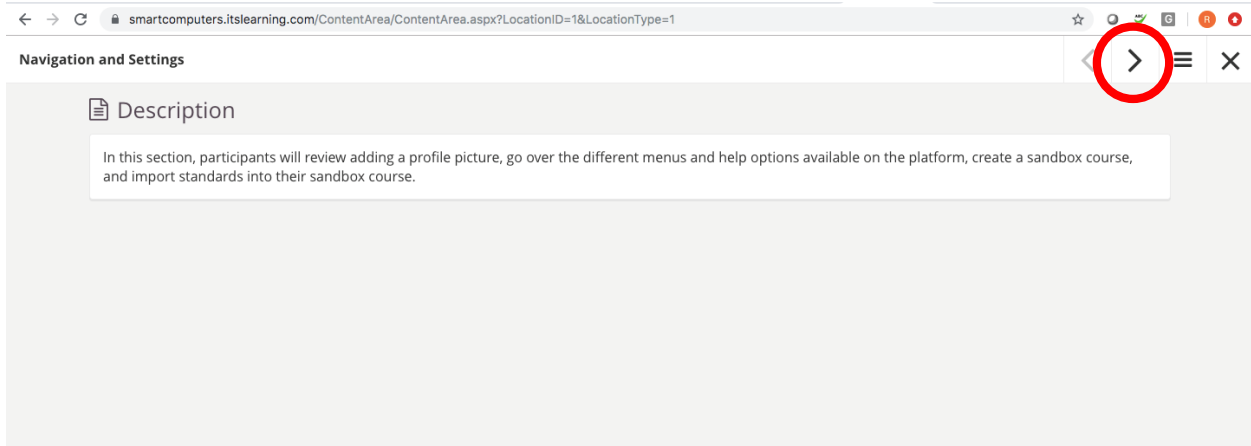 smartcomputers.itslearning.com/ContentArea/ContentArea.aspx?LocationID=1&LocationType=1
G R
Navigation and Settings
Description
In this section, participants will review adding a profile picture, go over the different menus and help options available on the platform, create a sandbox course,
and import standards into their sandbox course.